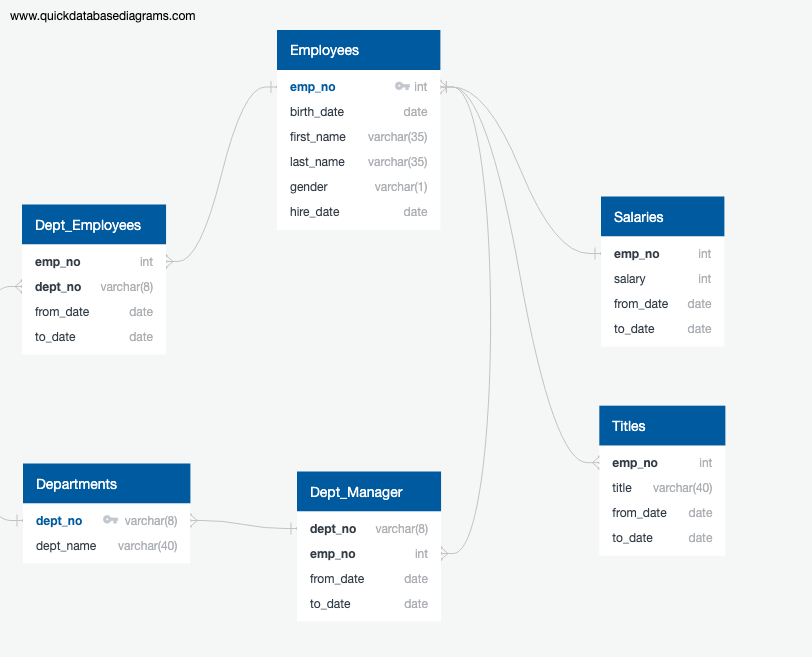 www.quickdatabasediagrams.com
Employees
emp_no int
birth_date date
first_name varchar(35)
last_name varchar(35)
gender varchar(1)
hire_date date
Dept_Employees
emp_no int
dept_no varchar(8)
from_date date
to_date date
Salaries
emp_no int
salary int
from_date date
to_date date
Titles
emp_no int
title varchar(40)
from_date date
to_date date
Departments
dept_no varchar(8)
dept_name varchar(40)
Dept_Manager
dept_no varchar(8)
emp_no int
from_date date
to_date date